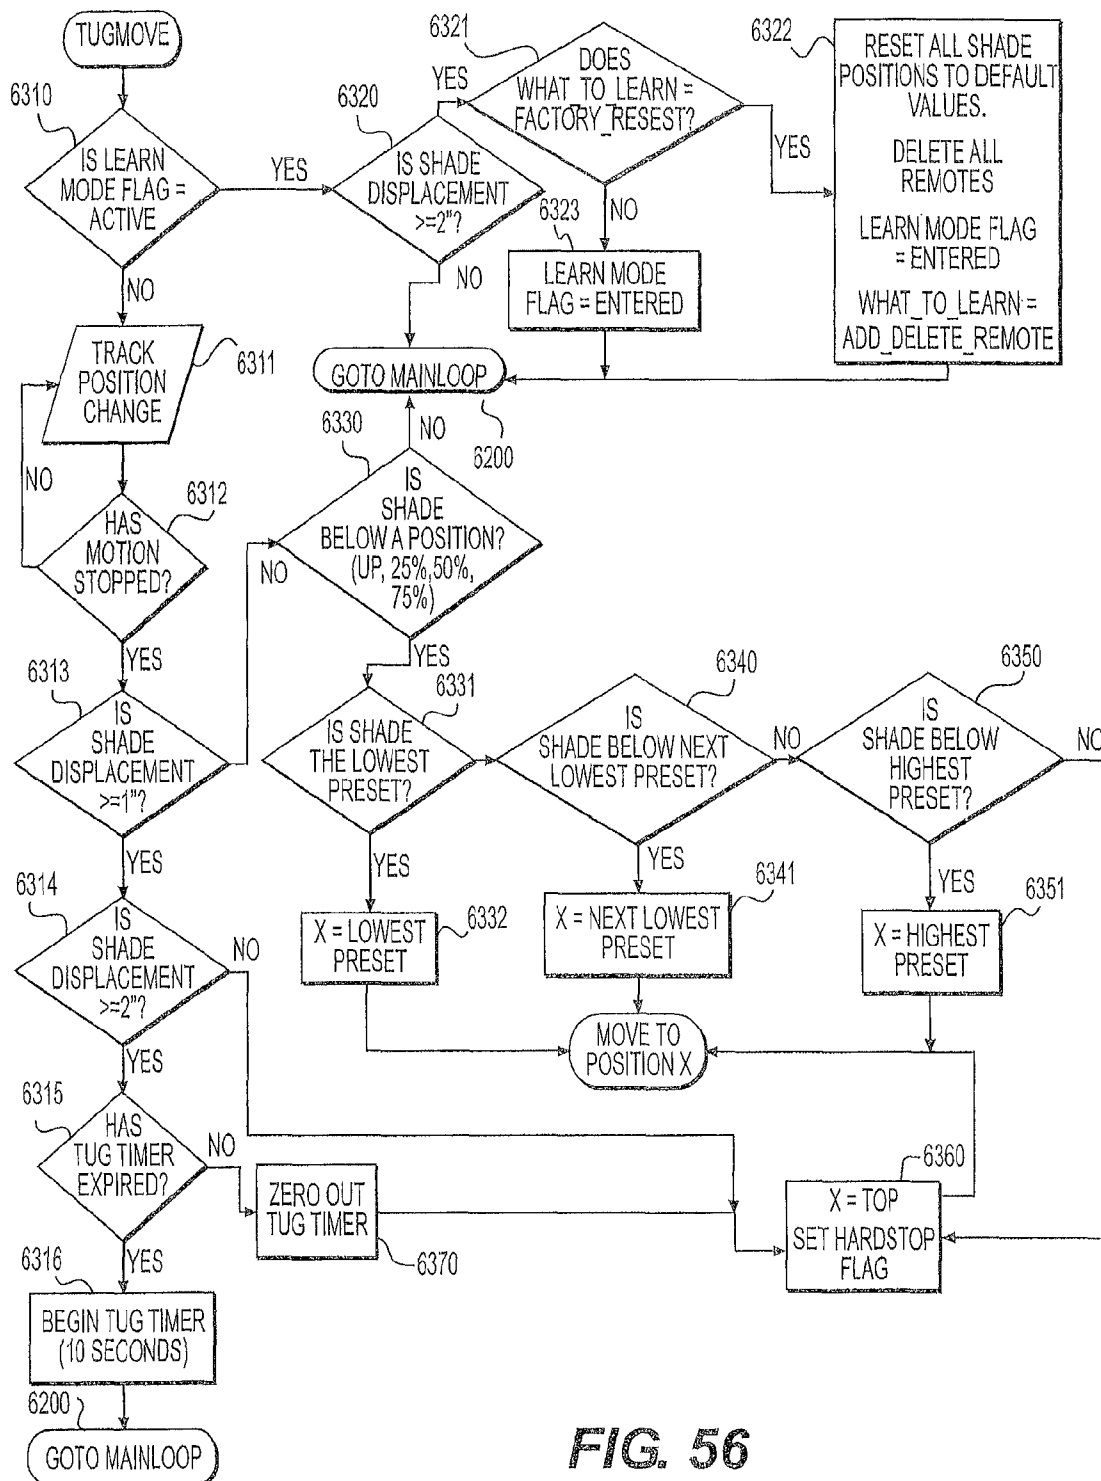 TUGMOVE
6310
IS LEARN
MODE FLAG =
ACTIVE
YES
NO
6320
IS SHADE
DISPLACEMENT
>=2"?
YES
NO
6321
DOES
WHAT_TO_LEARN =
FACTORY_RESEST?
YES
NO
6322
RESET ALL SHADE
POSITIONS TO DEFAULT
VALUES.
DELETE ALL
REMOTES
LEARN MODE FLAG
= ENTERED
WHAT_TO_LEARN =
ADD_DELETE_REMOTE
6323
LEARN MODE
FLAG = ENTERED
GOTO MAINLOOP
6200
TRACK
POSITION
CHANGE
6311
NO
HAS
MOTION
STOPPED?
6312
YES
6330
NO
IS
SHADE
BELOW A POSITION?
(UP, 25%,50%,
75%)
NO
YES
6313
IS
SHADE
DISPLACEMENT
>=1"?
YES
6331
IS SHADE
THE LOWEST
PRESET?
YES
6340
IS
SHADE BELOW NEXT
LOWEST PRESET?
NO
YES
6350
IS
SHADE BELOW
HIGHEST
PRESET?
NO
YES
6314
IS
SHADE
DISPLACEMENT
>=2"?
NO
YES
X = LOWEST
PRESET
6332
X = NEXT LOWEST
PRESET
6341
X = HIGHEST
PRESET
6351
MOVE TO
POSITION X
6315
HAS
TUG TIMER
EXPIRED?
NO
YES
ZERO OUT
TUG TIMER
6370
6360
X = TOP
SET HARDSTOP
FLAG
6316
BEGIN TUG TIMER
(10 SECONDS)
6200
GOTO MAINLOOP
FIG. 56